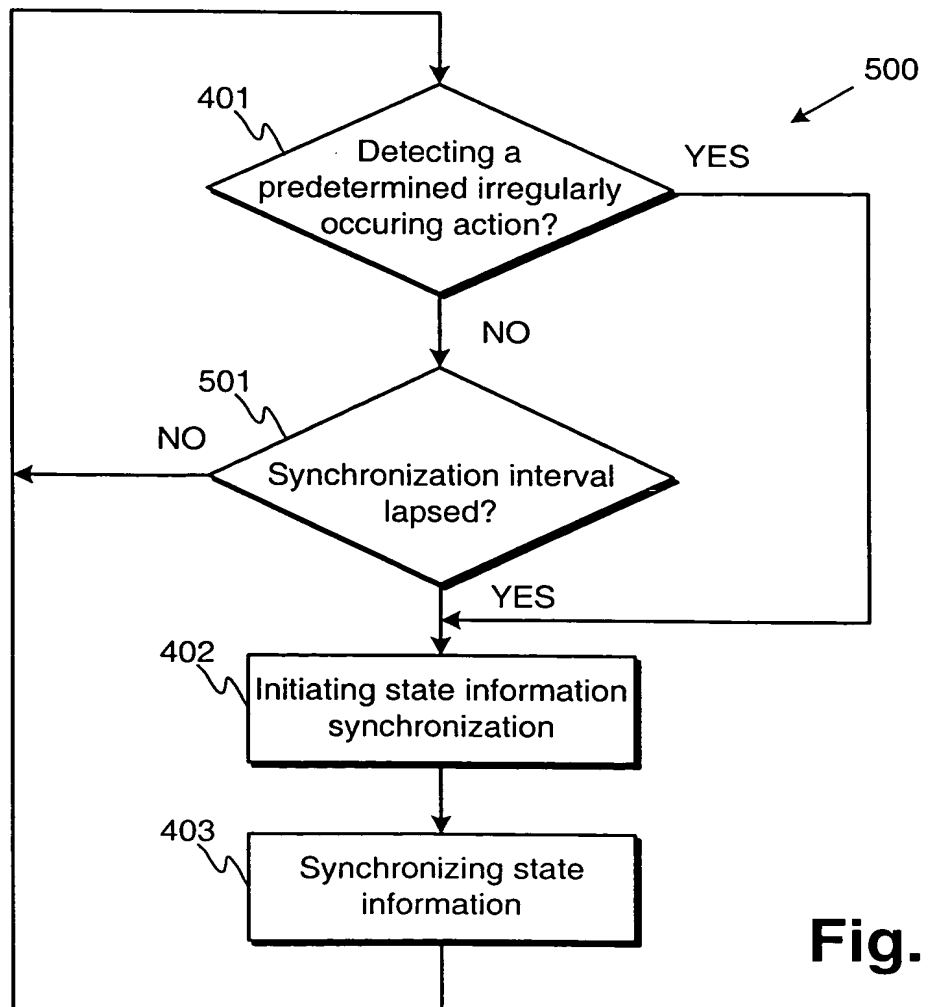 500
401
Detecting a
predetermined irregularly
occuring action?
YES
NO
501
NO
Synchronization interval
lapsed?
YES
402
Initiating state information
synchronization
403
Synchronizing state
information
Fig.